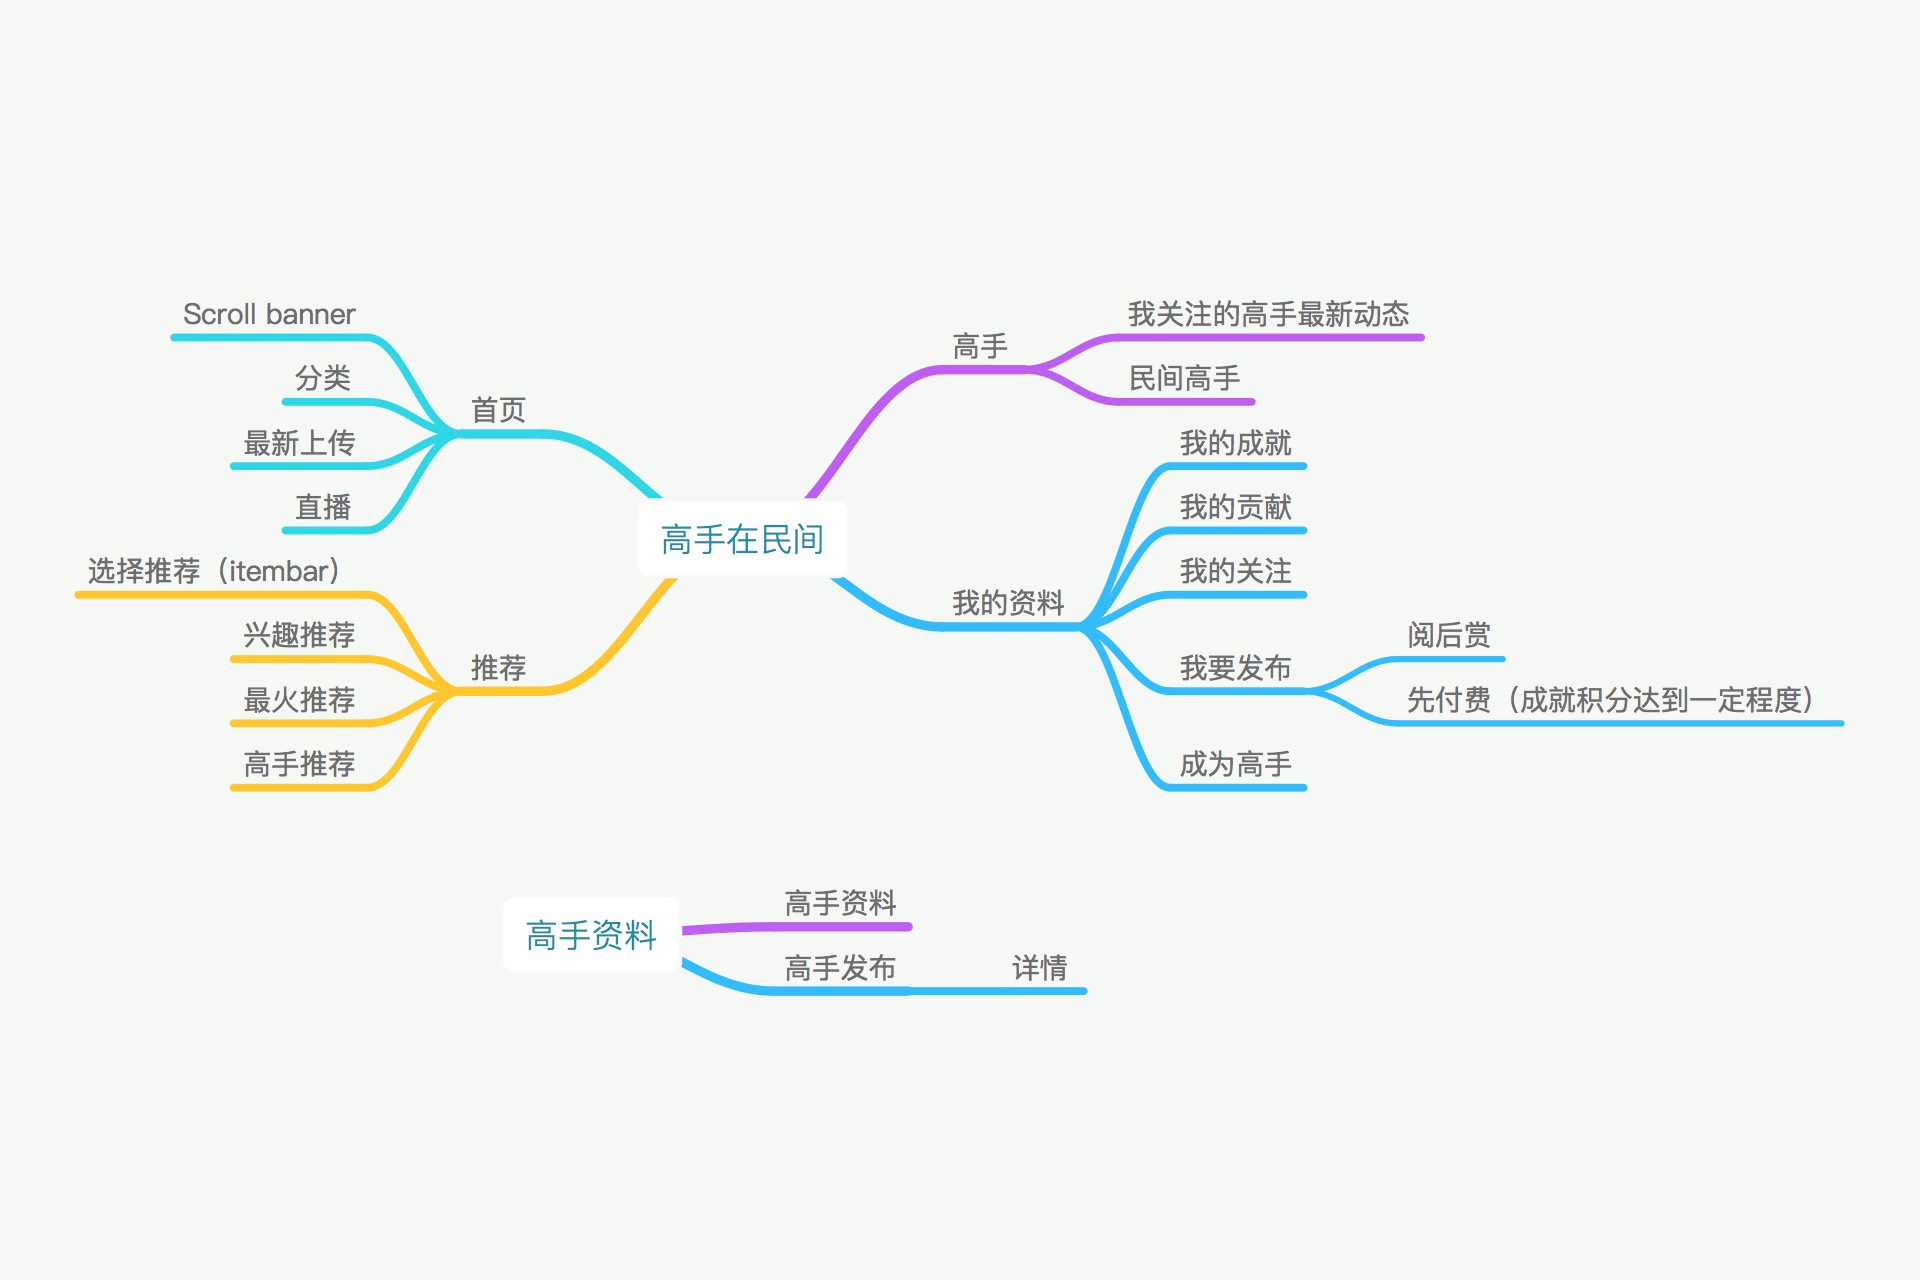 高手在民间
首页
Scroll banner
分类
最新上传
直播
推荐
选择推荐（itembar）
兴趣推荐
最火推荐
高手推荐
高手
我关注的高手最新动态
民间高手
我的资料
我的成就
我的贡献
我的关注
我要发布
阅后赏
先付费（成就积分达到一定程度）
成为高手
高手资料
高手资料
高手发布
详情